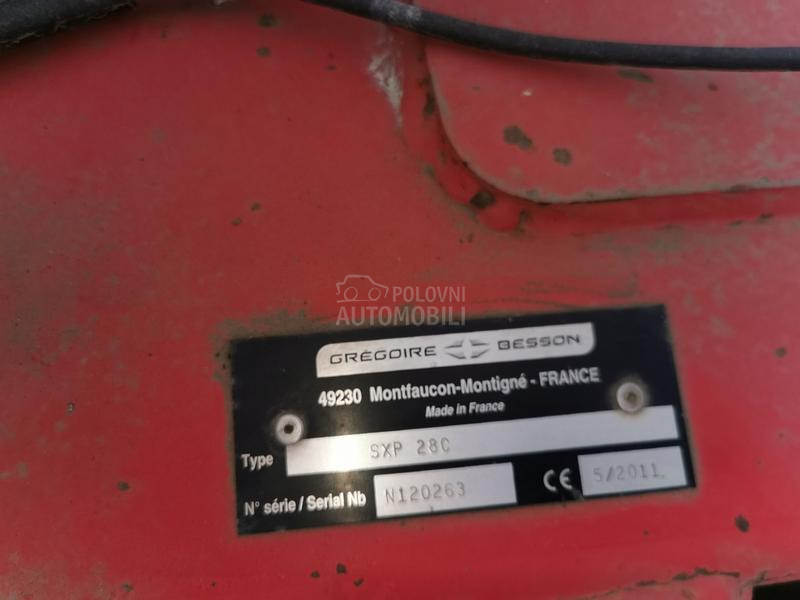 POLOVNI
AUTOMOBILI
GRÉGOIRE BESSON
49230 Montfaucon-Montigné - FRANCE
Made in France
Type SXP 28C
N° série / Serial Nb N120263 CE 5/2011